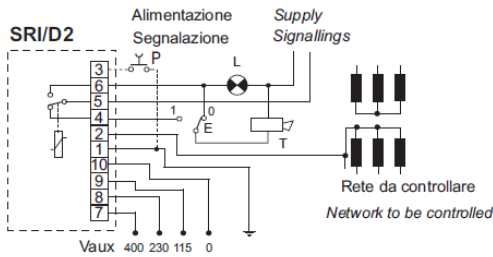 Alimentazione
Segnalazione
Supply
Signallings
SRI/D2
P
L
3
6
5
4
2
1
10
9
8
7
1
0
E
T
Rete da controllare
Network to be controlled
Vaux 400 230 115 0